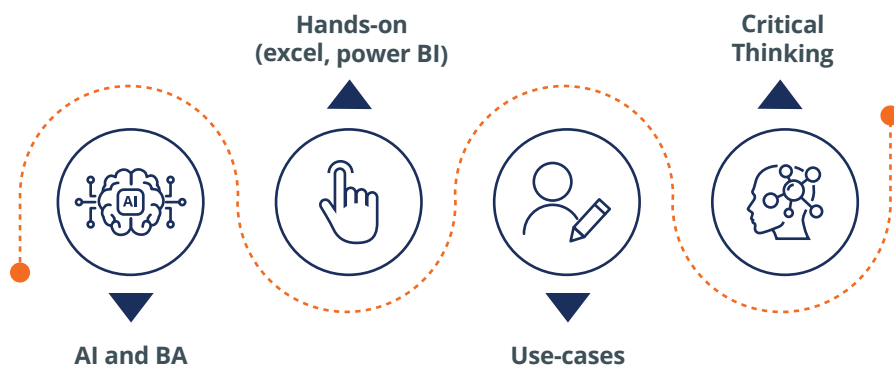 Hands-on
(excel, power BI)
Critical
Thinking
AI
AI and BA
Use-cases